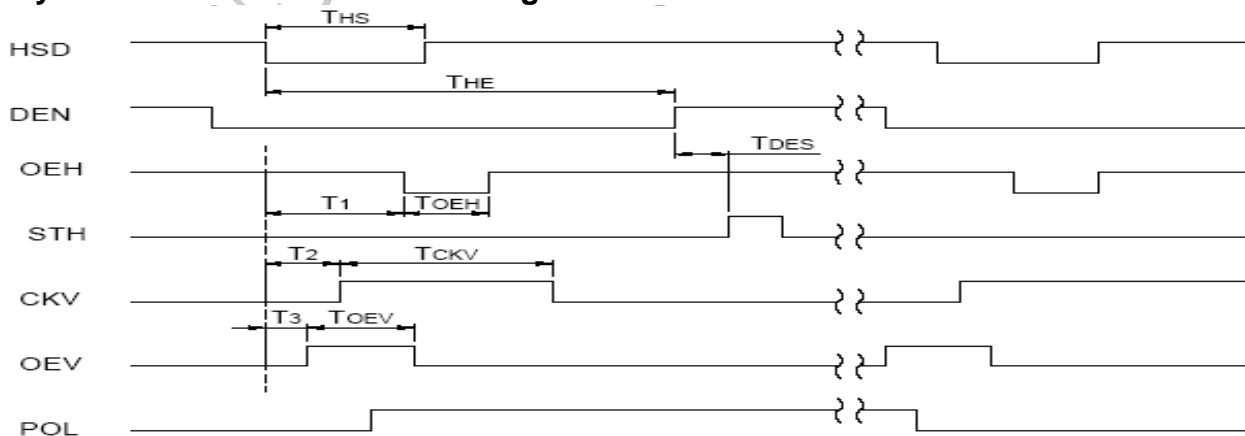 THS
HSD
THE
DEN
TDES
OEH
T1 TOEH
STH
T2 TCKV
CKV
T3 TOEV
OEV
POL